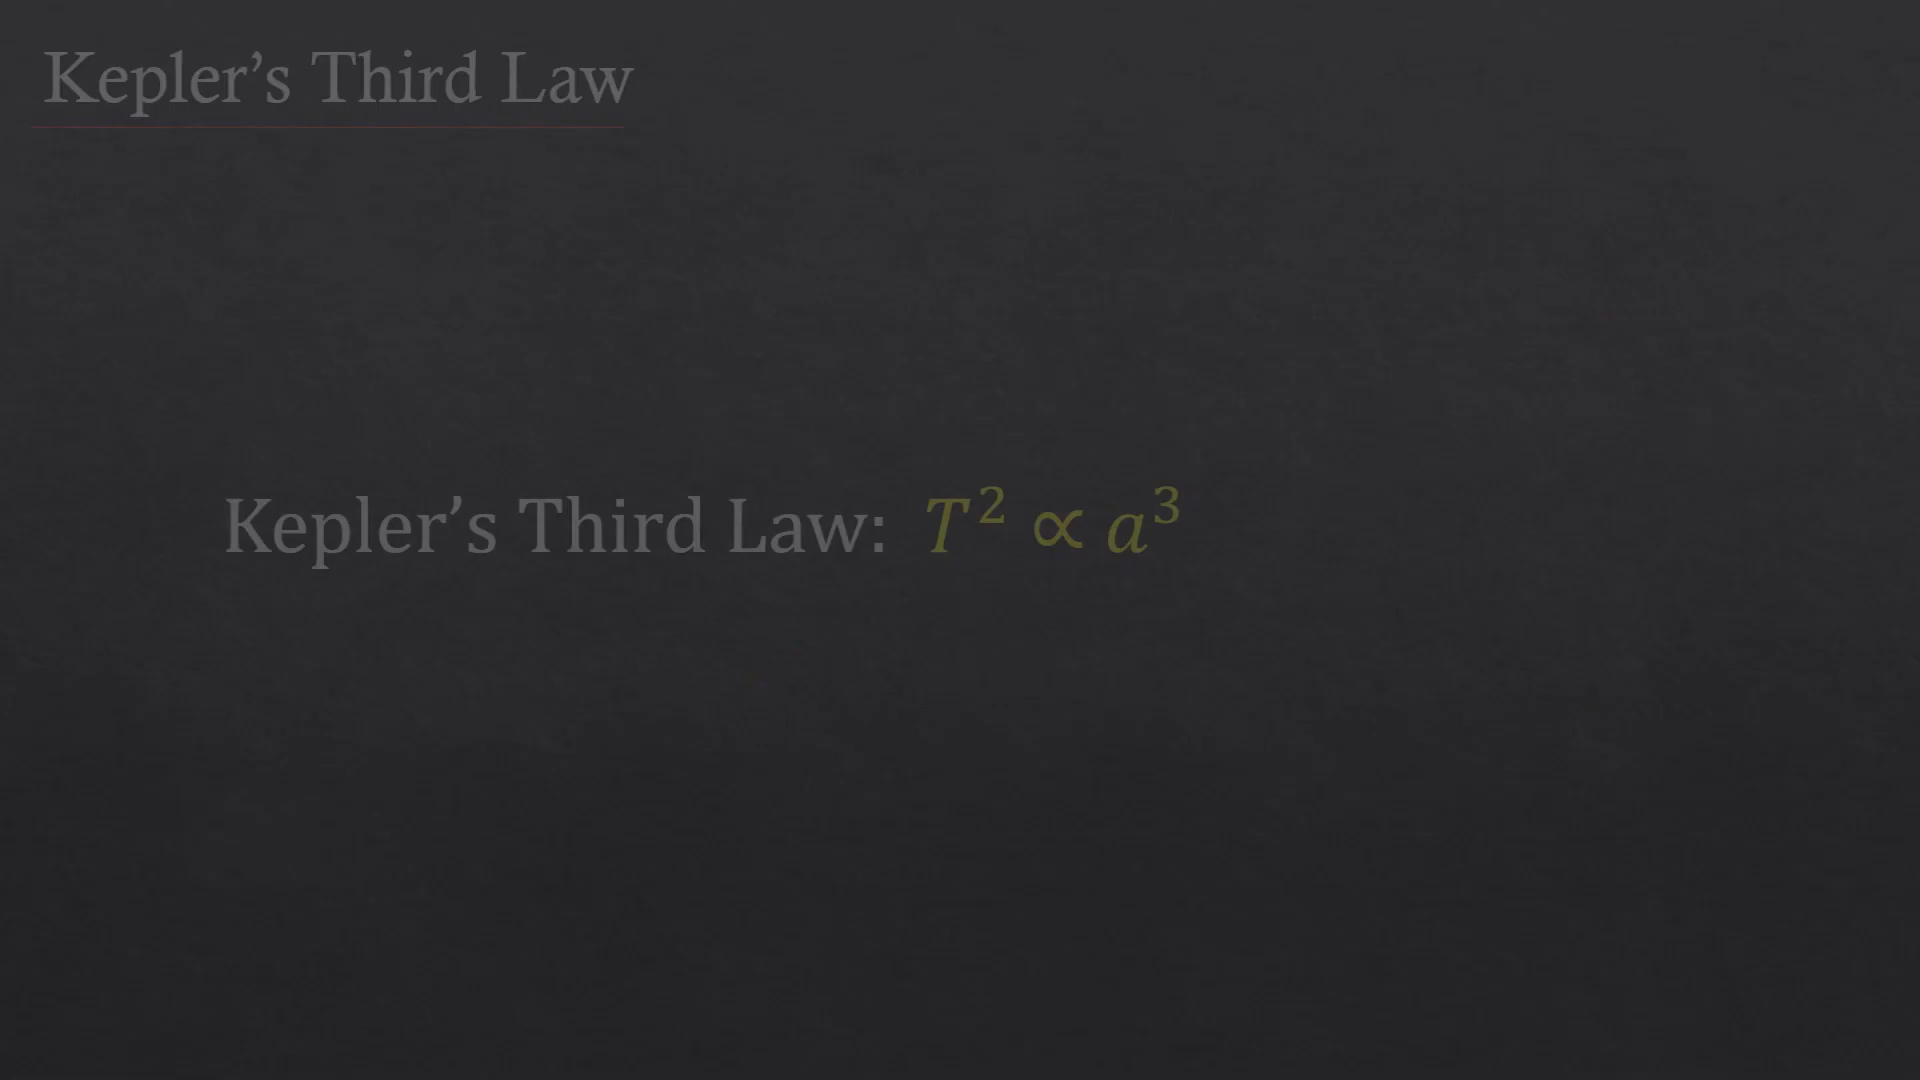 Kepler’s Third Law
Kepler’s Third Law: T² ∝ a³